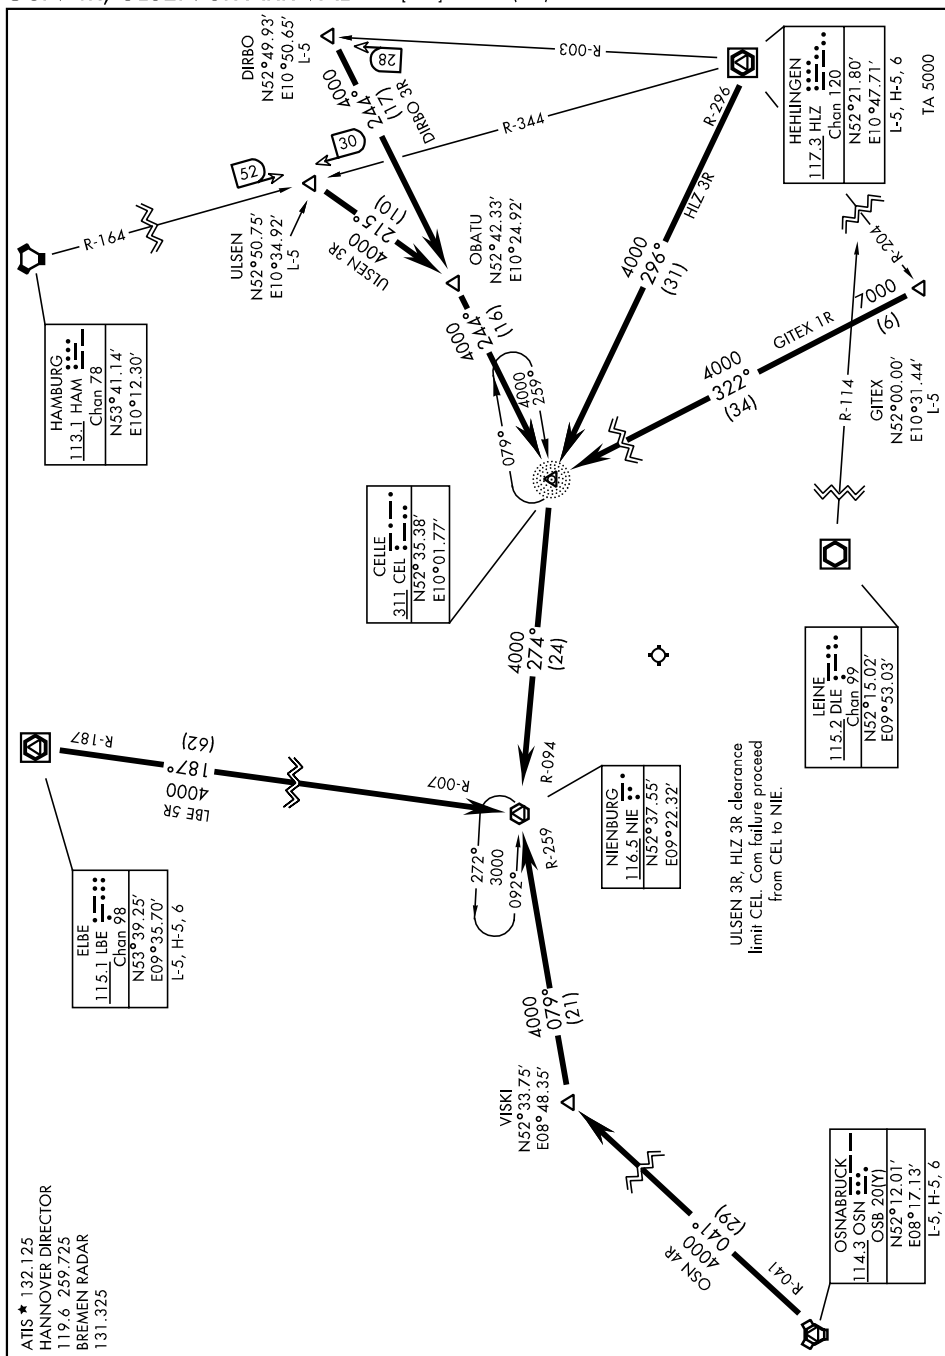 ATIS ★ 132.125
HANNOVER DIRECTOR
119.6 259.725
BREMEN RADAR
131.325
ELBE
115.1 LBE
Chan 98
N53°39.25′
E09°35.70′
L-5, H-5, 6
R-187
(62)
187°
4000
LBE 5R
R-007
HAMBURG
113.1 HAM
Chan 78
N53°41.14′
E10°12.30′
R-164
52
30
ULSEN
N52°50.75′
E10°34.92′
L-5
DIRBO
N52°49.93′
E10°50.65′
L-5
28
R-003
R-344
4000
244°
(17)
DIRBO 3R
(10)
215°
4000
ULSEN 3R
OBATU
N52°42.33′
E10°24.92′
(16)
244°
4000
4000
259°
079°
CELLE
311 CEL
N52°35.38′
E10°01.77′
R-296
HLZ 3R
4000
296°
(31)
HEHLINGEN
117.3 HLZ
Chan 120
N52°21.80′
E10°47.71′
L-5, H-5, 6
TA 5000
R-204
R-114
7000
(6)
GITEX 1R
4000
322°
(34)
GITEX
N52°00.00′
E10°31.44′
L-5
LEINE
115.2 DLE
Chan 99
N52°15.02′
E09°53.03′
4000
274°
(24)
R-094
NIENBURG
116.5 NIE
N52°37.55′
E09°22.32′
R-259
272°
3000
092°
4000
079°
(21)
ULSEN 3R, HLZ 3R clearance
limit CEL. Com failure proceed
from CEL to NIE.
VISKI
N52°33.75′
E08°48.35′
(29)
041°
4000
OSN 4R
R-041
OSNABRUCK
114.3 OSN
OSB 20(Y)
N52°12.01′
E08°17.13′
L-5, H-5, 6